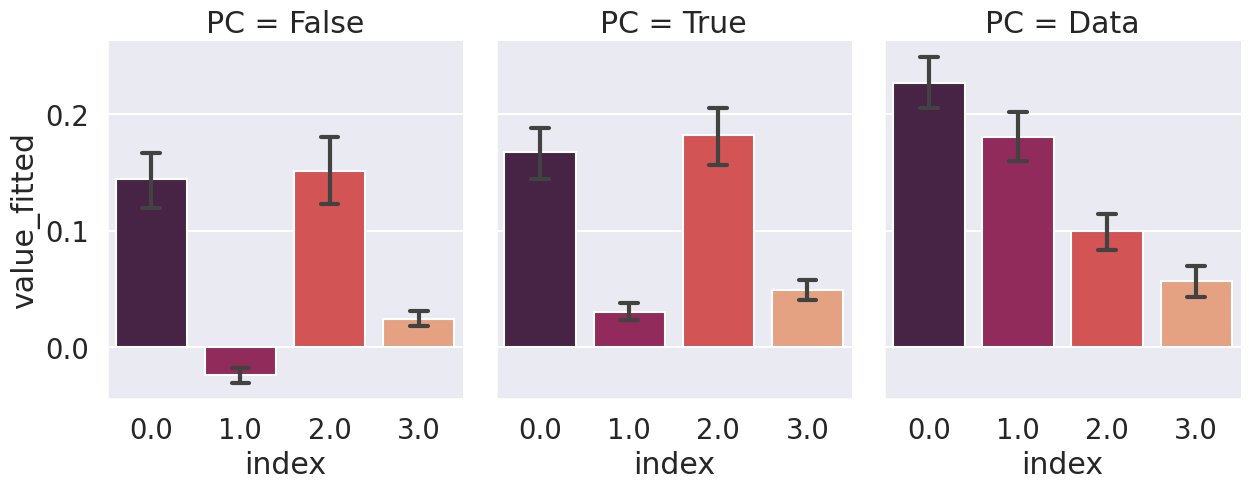 PC = False
PC = True
PC = Data
value_fitted
0.2
0.1
0.0
0.0 1.0 2.0 3.0
index
0.0 1.0 2.0 3.0
index
0.0 1.0 2.0 3.0
index